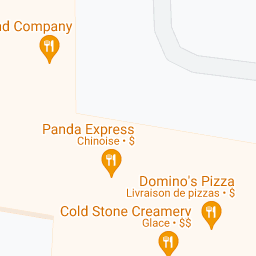 Company
Panda Express
Chinoise • $
Domino's Pizza
Livraison de pizzas • $
Cold Stone Creamery
Glace • $$